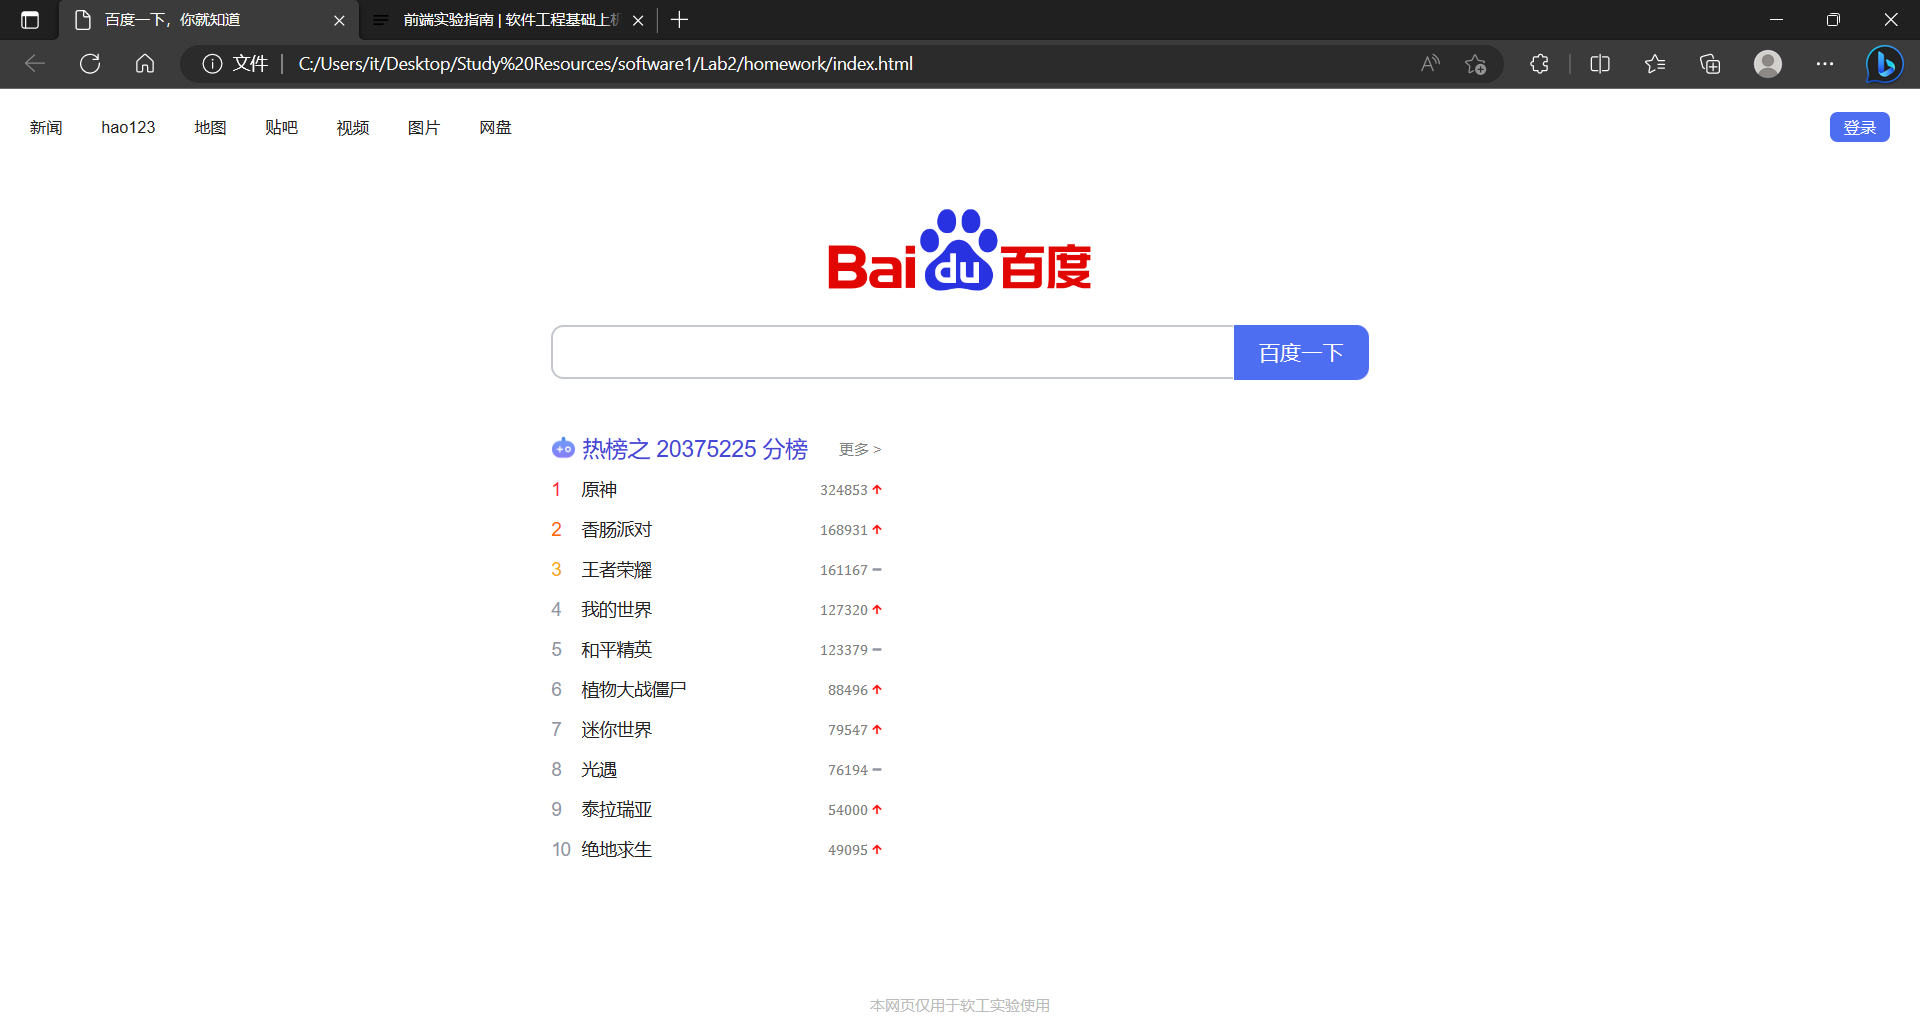 百度一下，你就知道
前端实验指南 | 软件工程基础上机
文件 C:/Users/it/Desktop/Study%20Resources/software1/Lab2/homework/index.html
新闻 hao123 地图 贴吧 视频 图片 网盘 登录
Baidu百度
百度一下
热榜之 20375225 分榜 更多 >
1 原神 324853
2 香肠派对 168931
3 王者荣耀 161167
4 我的世界 127320
5 和平精英 123379
6 植物大战僵尸 88496
7 迷你世界 79547
8 光遇 76194
9 泰拉瑞亚 54000
10 绝地求生 49095
本网页仅用于软工实验使用